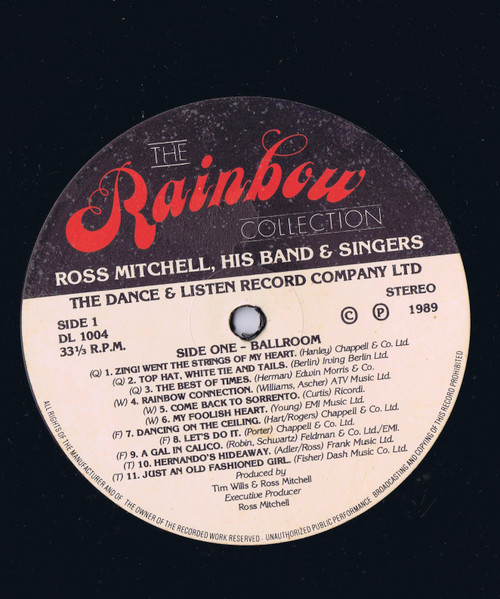 THE
Rainbow
COLLECTION
ROSS MITCHELL, HIS BAND & SINGERS
THE DANCE & LISTEN RECORD COMPANY LTD
SIDE 1
DL 1004
33⅓ R.P.M.
STEREO
© ℗ 1989
SIDE ONE - BALLROOM
(Q) 1. ZING! WENT THE STRINGS OF MY HEART. (Hanley) Chappell & Co. Ltd.
(Q) 2. TOP HAT, WHITE TIE AND TAILS. (Berlin) Irving Berlin Ltd.
(Q) 3. THE BEST OF TIMES. (Herman) Edwin Morris & Co.
(W) 4. RAINBOW CONNECTION. (Williams, Ascher) ATV Music Ltd.
(W) 5. COME BACK TO SORRENTO. (Curtis) Ricordi.
(W) 6. MY FOOLISH HEART. (Young) EMI Music Ltd.
(F) 7. DANCING ON THE CEILING. (Hart/Rogers) Chappell & Co. Ltd.
(F) 8. LET'S DO IT. (Porter) Chappell & Co. Ltd.
(F) 9. A GAL IN CALICO. (Robin, Schwartz) Feldman & Co. Ltd./EMI.
(T) 10. HERNANDO'S HIDEAWAY. (Adler/Ross) Frank Music Ltd.
(T) 11. JUST AN OLD FASHIONED GIRL. (Fisher) Dash Music Co. Ltd.
Produced by
Tim Wills & Ross Mitchell
Executive Producer
Ross Mitchell
ALL RIGHTS OF THE MANUFACTURER AND OF THE OWNER OF THE RECORDED WORK RESERVED - UNAUTHORIZED PUBLIC PERFORMANCE BROADCASTING AND COPYING OF THIS RECORD PROHIBITED